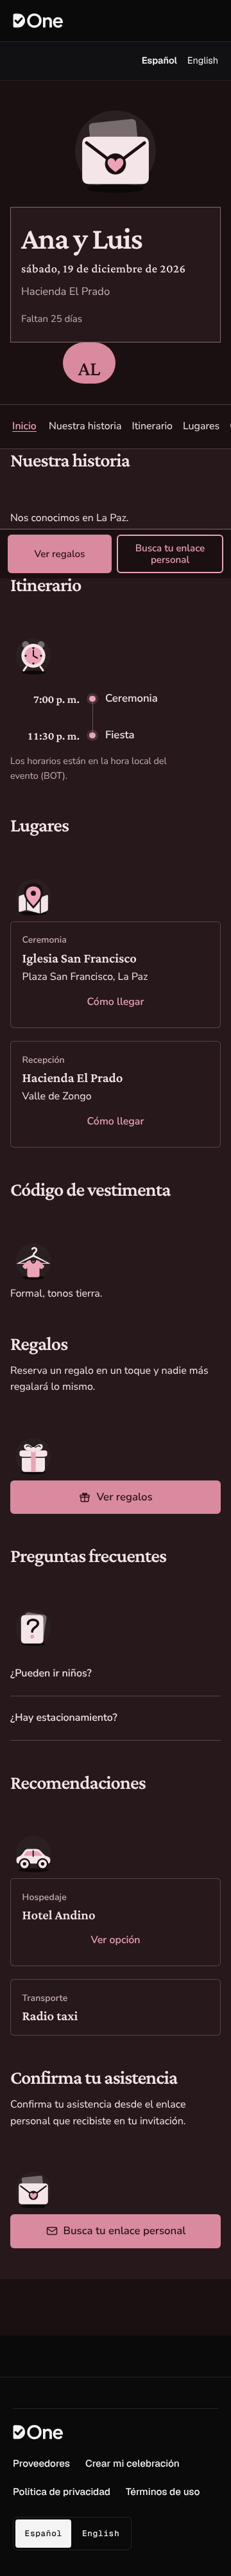 One
Español English
Ana y Luis
sábado, 19 de diciembre de 2026
Hacienda El Prado
Faltan 25 días
AL
Inicio Nuestra historia Itinerario Lugares
Nuestra historia
Nos conocimos en La Paz.
Ver regalos
Busca tu enlace
personal
Itinerario
7:00 p. m. Ceremonia
11:30 p. m. Fiesta
Los horarios están en la hora local del
evento (BOT).
Lugares
Ceremonia
Iglesia San Francisco
Plaza San Francisco, La Paz
Cómo llegar
Recepción
Hacienda El Prado
Valle de Zongo
Cómo llegar
Código de vestimenta
Formal, tonos tierra.
Regalos
Reserva un regalo en un toque y nadie más
regalará lo mismo.
Ver regalos
Preguntas frecuentes
?
¿Pueden ir niños?
¿Hay estacionamiento?
Recomendaciones
Hospedaje
Hotel Andino
Ver opción
Transporte
Radio taxi
Confirma tu asistencia
Confirma tu asistencia desde el enlace
personal que recibiste en tu invitación.
Busca tu enlace personal
One
Proveedores Crear mi celebración
Política de privacidad Términos de uso
Español English